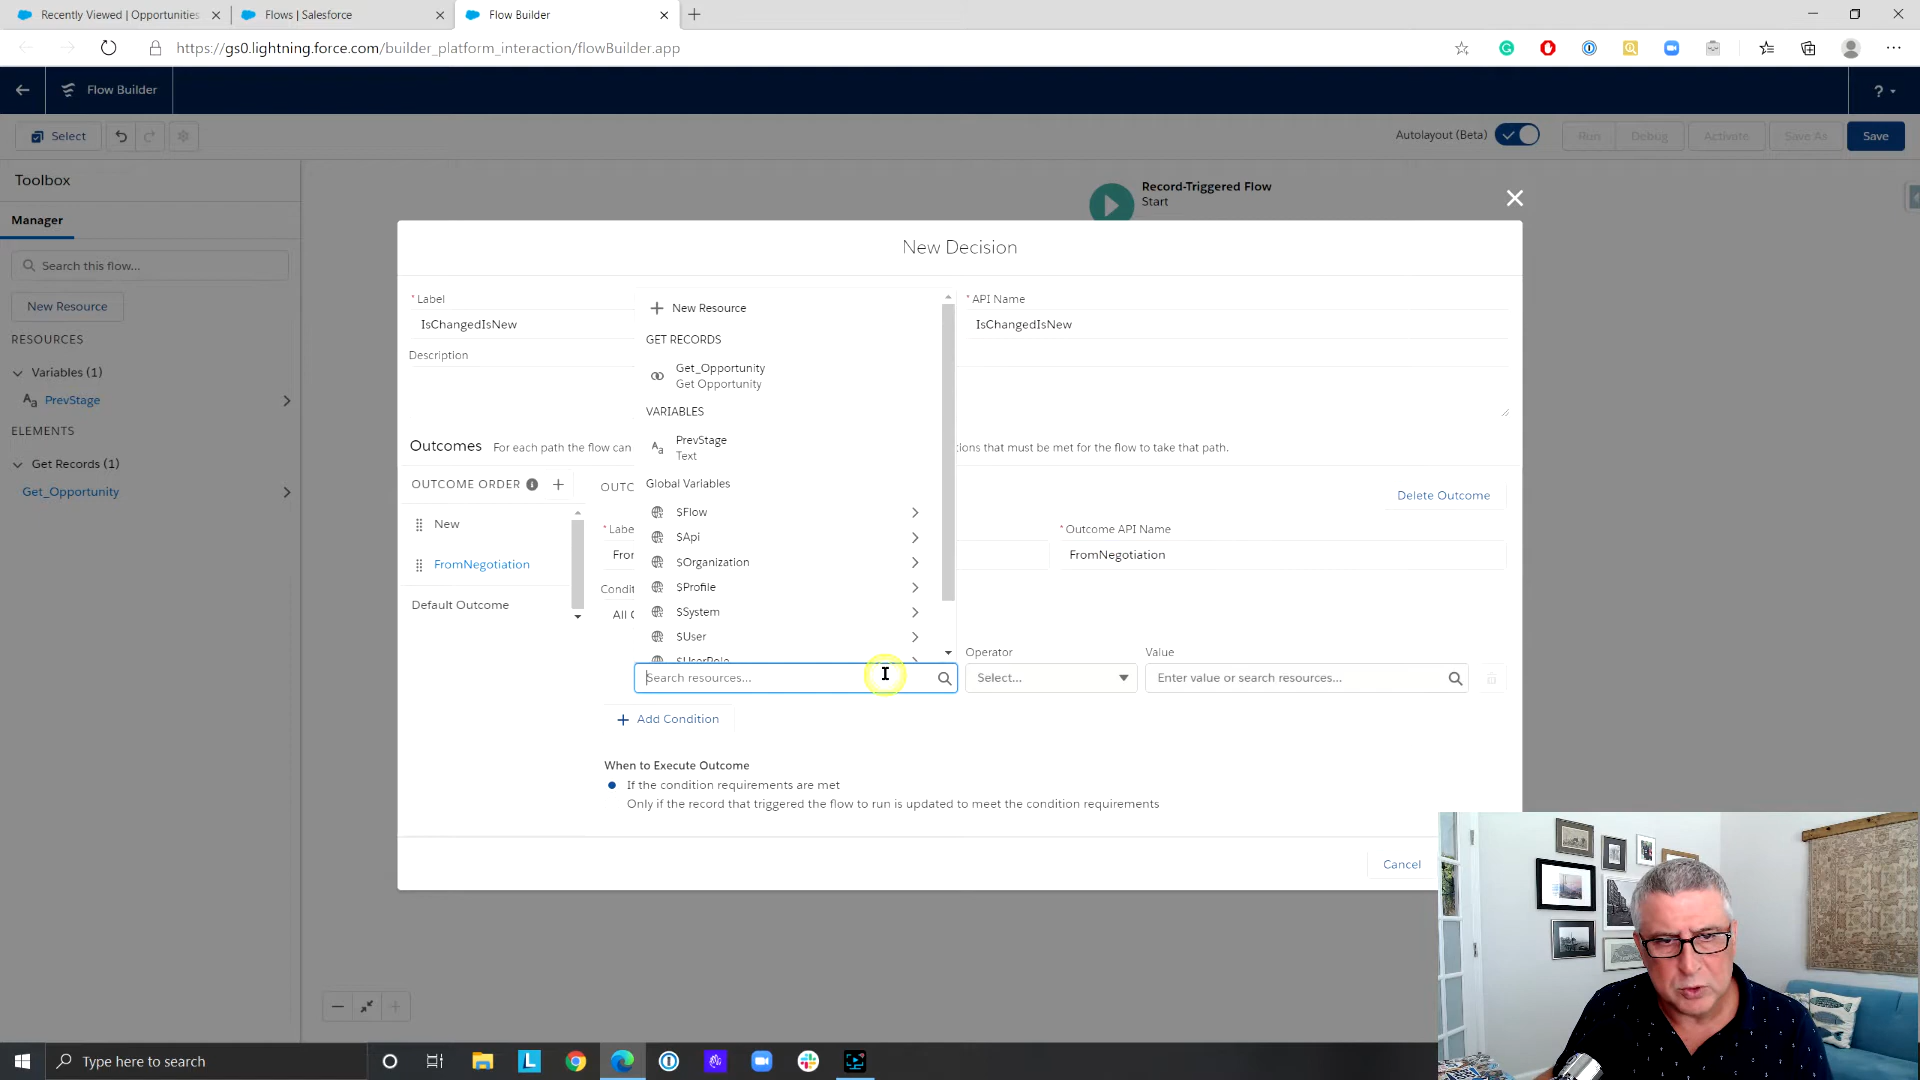 Recently Viewed | Opportunities
Flows | Salesforce
Flow Builder
https://gs0.lightning.force.com/builder_platform_interaction/flowBuilder.app
Flow Builder
?
Select
Autolayout (Beta)
Run
Debug
Activate
Save As
Save
Toolbox
Manager
Search this flow...
New Resource
RESOURCES
Variables (1)
Aa PrevStage
ELEMENTS
Get Records (1)
Get_Opportunity
Record-Triggered Flow
Start
New Decision
* Label
IsChangedIsNew
* API Name
IsChangedIsNew
Description
Outcomes
For each path the flow can
tions that must be met for the flow to take that path.
OUTCOME ORDER
New
FromNegotiation
Default Outcome
OUTC
Delete Outcome
* Labe
Fror
* Outcome API Name
FromNegotiation
Condit
All C
New Resource
GET RECORDS
Get_Opportunity
Get Opportunity
VARIABLES
Aa PrevStage
Text
Global Variables
$Flow
$Api
$Organization
$Profile
$System
$User
$UserRole
Search resources...
Operator
Select...
Value
Enter value or search resources...
Add Condition
When to Execute Outcome
If the condition requirements are met
Only if the record that triggered the flow to run is updated to meet the condition requirements
Cancel
Type here to search